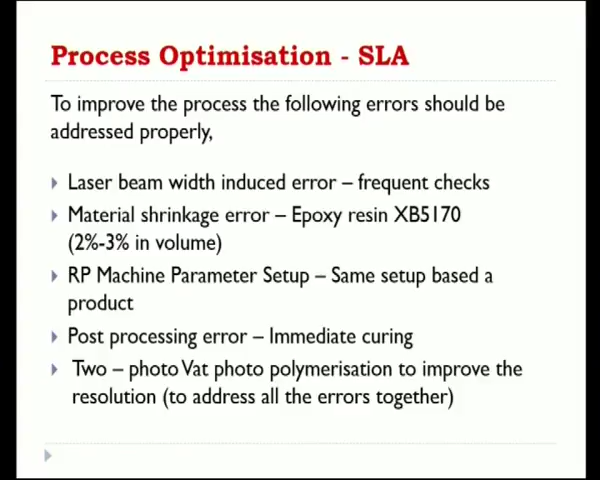 Process Optimisation - SLA
To improve the process the following errors should be
addressed properly,
Laser beam width induced error – frequent checks
Material shrinkage error – Epoxy resin XB5170
(2%-3% in volume)
RP Machine Parameter Setup – Same setup based a
product
Post processing error – Immediate curing
Two – photo Vat photo polymerisation to improve the
resolution (to address all the errors together)